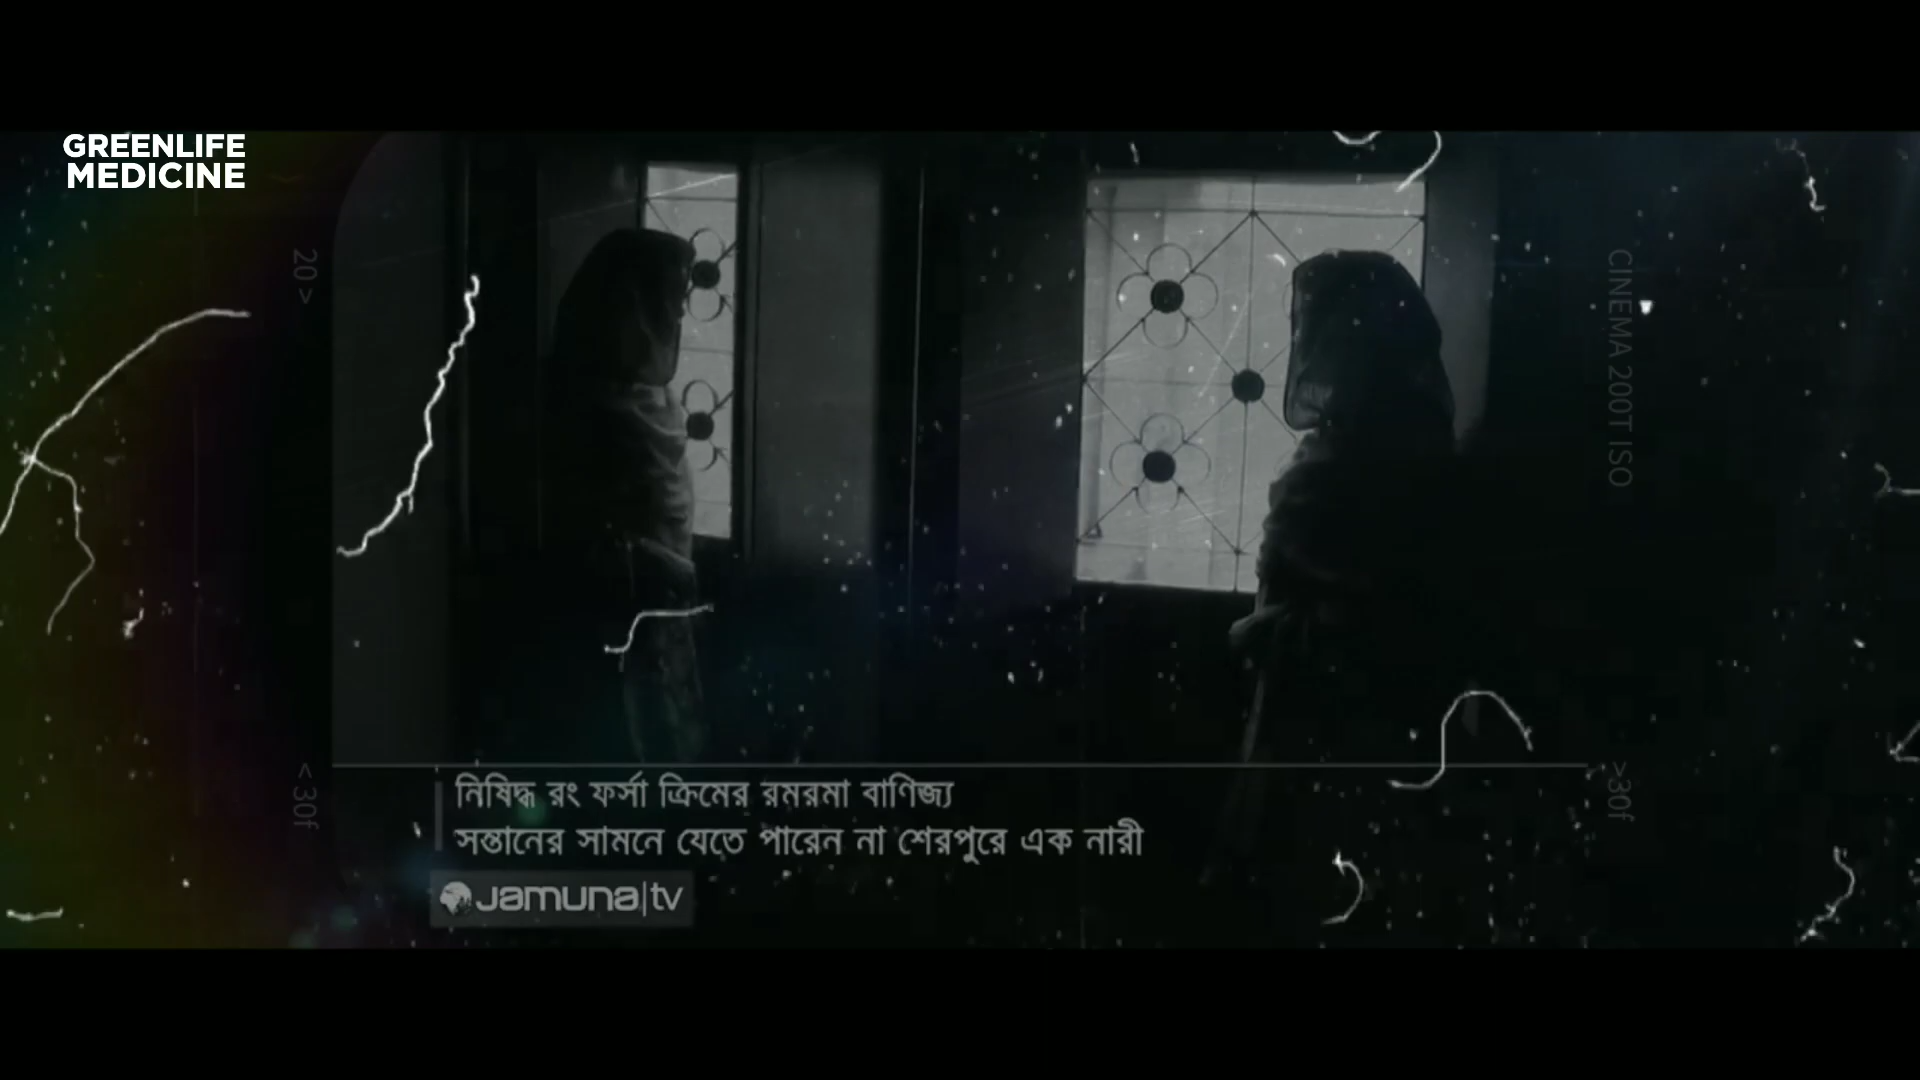 GREENLIFE
MEDICINE
20 >
CINEMA 200T ISO
< 30f
>30f
নিষিদ্ধ রং ফর্সা ক্রিমের রমরমা বাণিজ্য
সন্তানের সামনে যেতে পারেন না শেরপুরে এক নারী
Jamuna|tv